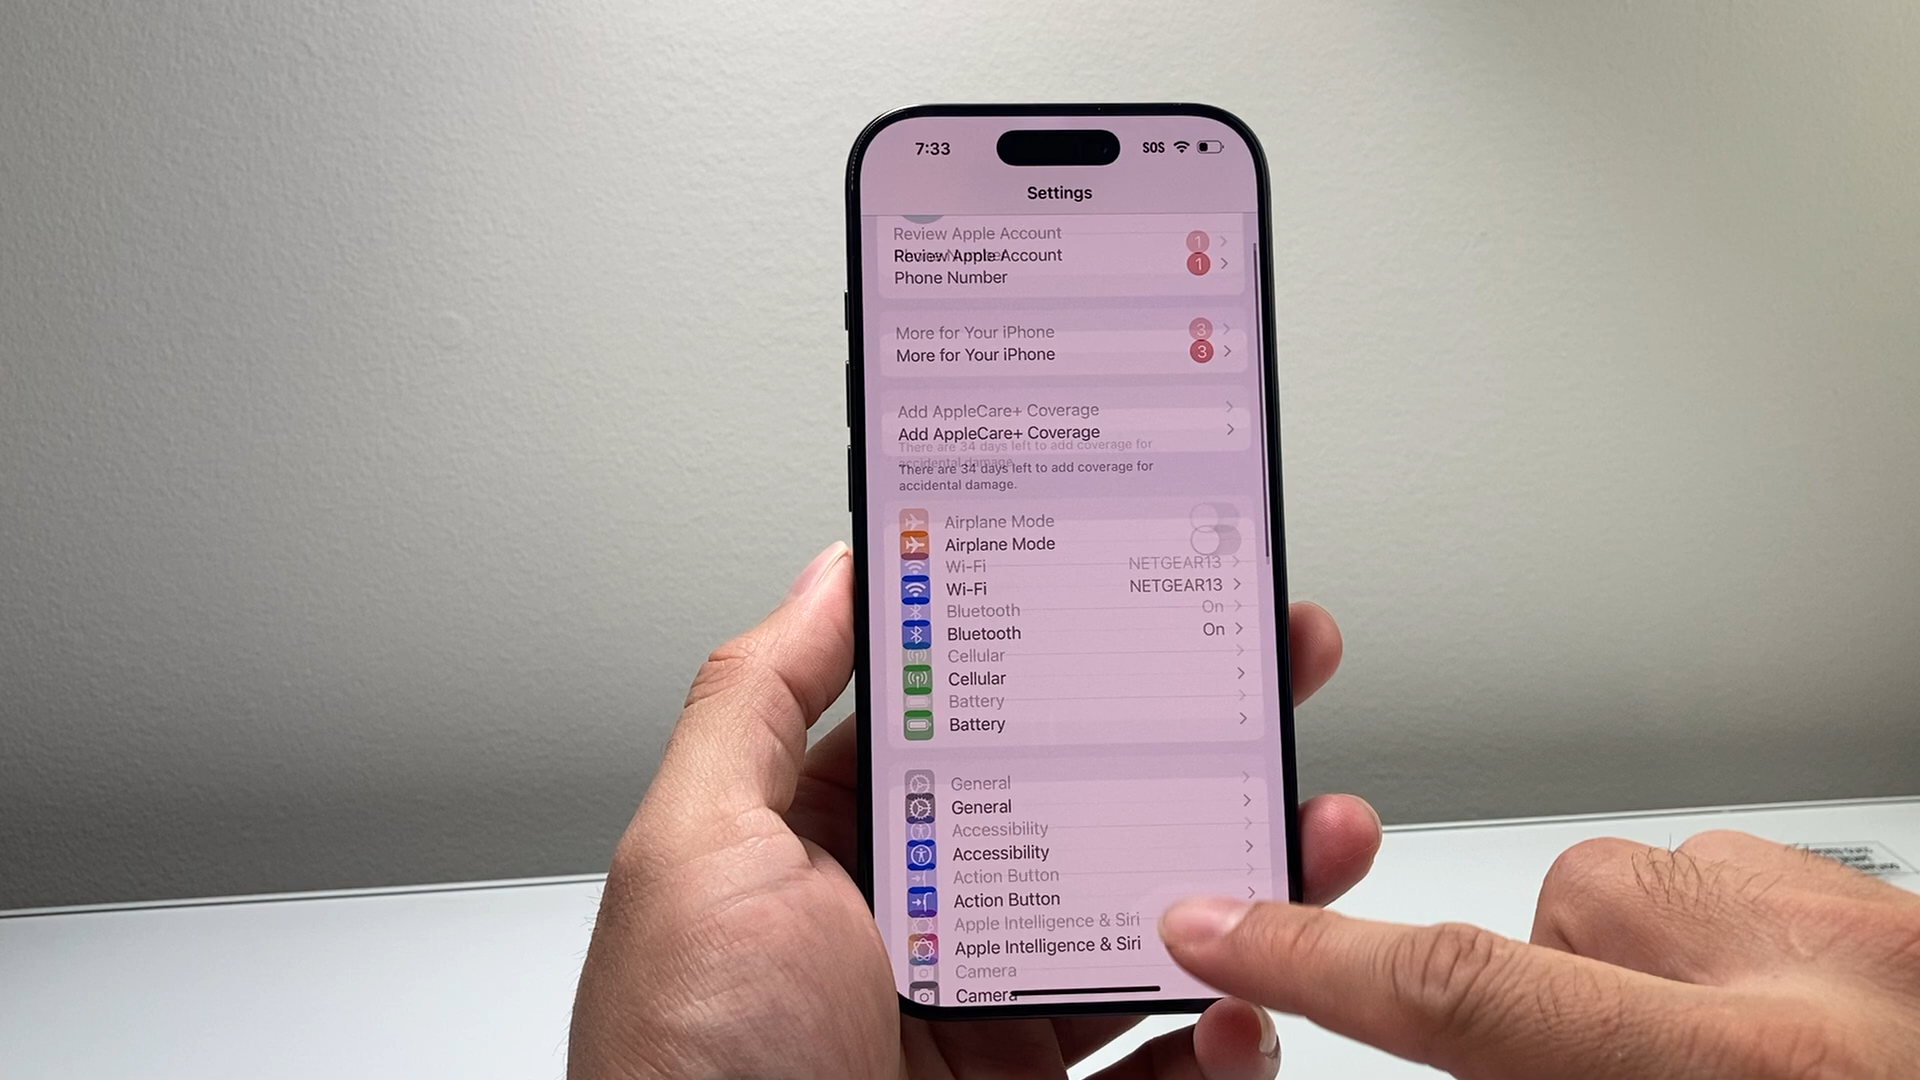 7:33
SOS
Settings
Review Apple Account
1
Review Apple Account
1
Phone Number
More for Your iPhone
3
More for Your iPhone
3
Add AppleCare+ Coverage
Add AppleCare+ Coverage
There are 34 days left to add coverage for
accidental damage.
There are 34 days left to add coverage for
accidental damage.
Airplane Mode
Airplane Mode
Wi-Fi NETGEAR13
Wi-Fi NETGEAR13
Bluetooth On
Bluetooth On
Cellular
Cellular
Battery
Battery
General
General
Accessibility
Accessibility
Action Button
Action Button
Apple Intelligence & Siri
Apple Intelligence & Siri
Camera
Camera